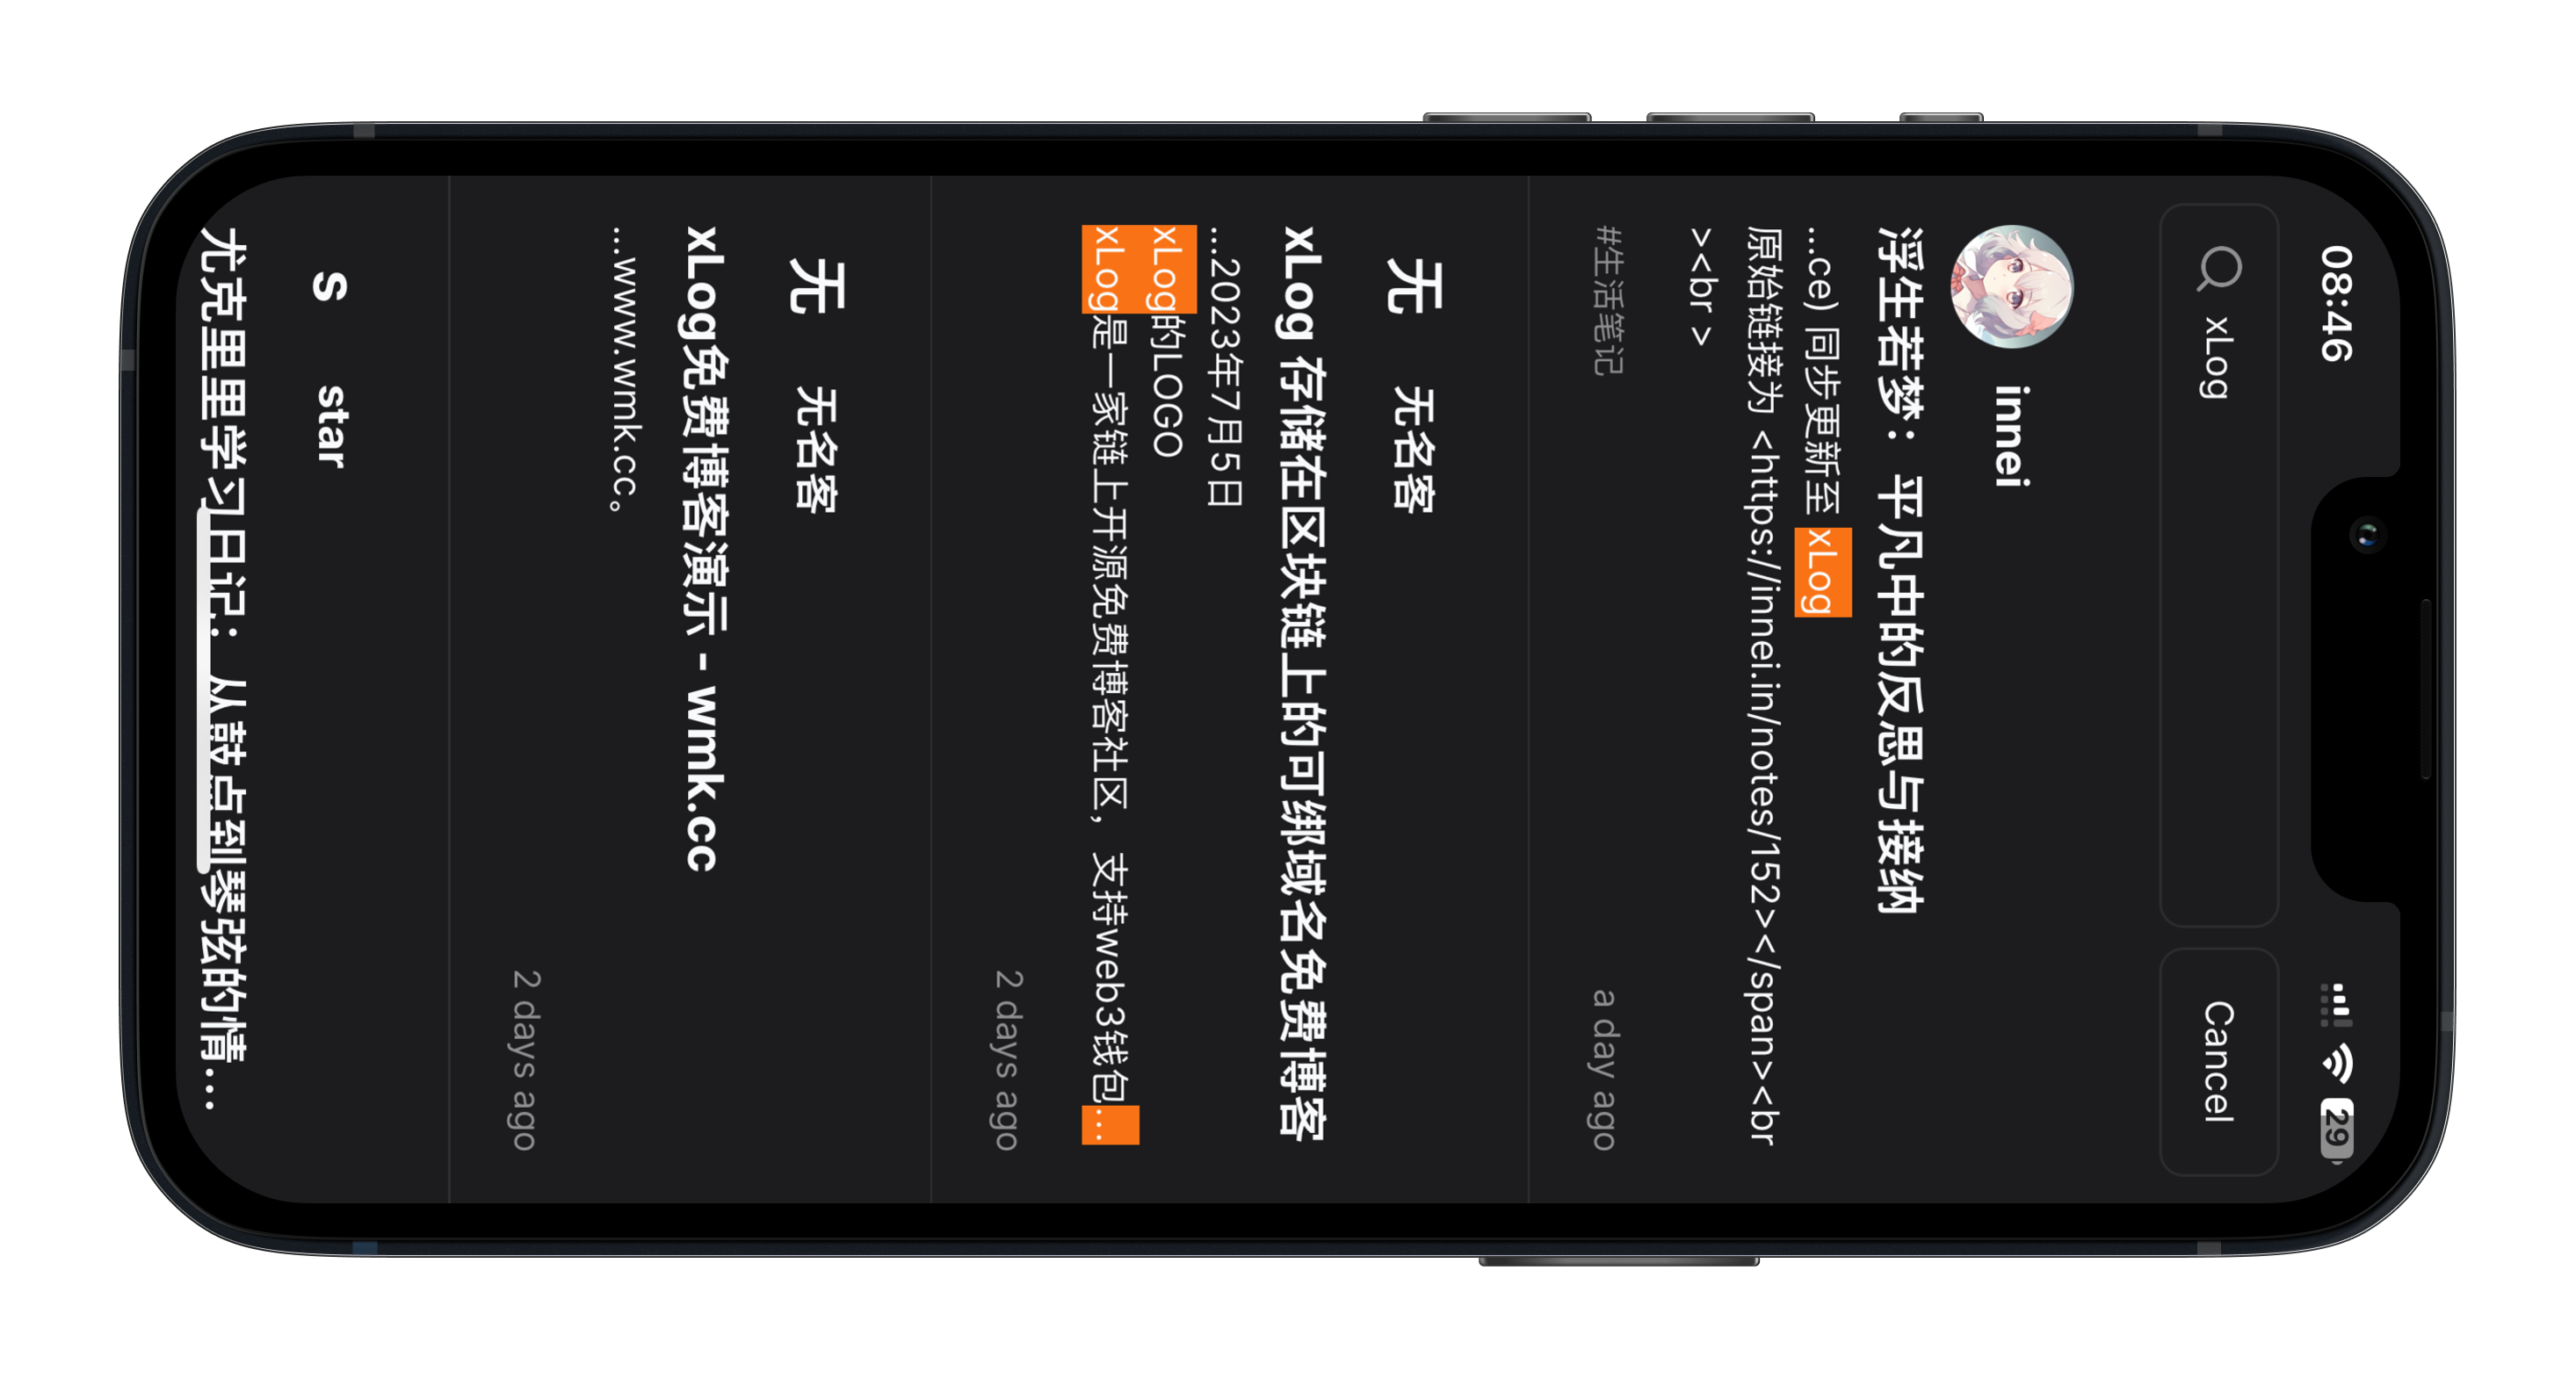 08:46
29
xLog
Cancel
innei
浮生若梦：平凡中的反思与接纳
...ce) 同步更新至 xLog
原始链接为 <https://innei.in/notes/152></span><br
><br >
#生活笔记
a day ago
无
无名客
xLog 存储在区块链上的可绑域名免费博客
...2023年7月5日
xLog的LOGO
xLog是一家链上开源免费博客社区，支持web3钱包...
2 days ago
无
无名客
xLog免费博客演示 - wmk.cc
...www.wmk.cc。
2 days ago
S
star
尤克里里学习日记：从鼓点到琴弦的情...